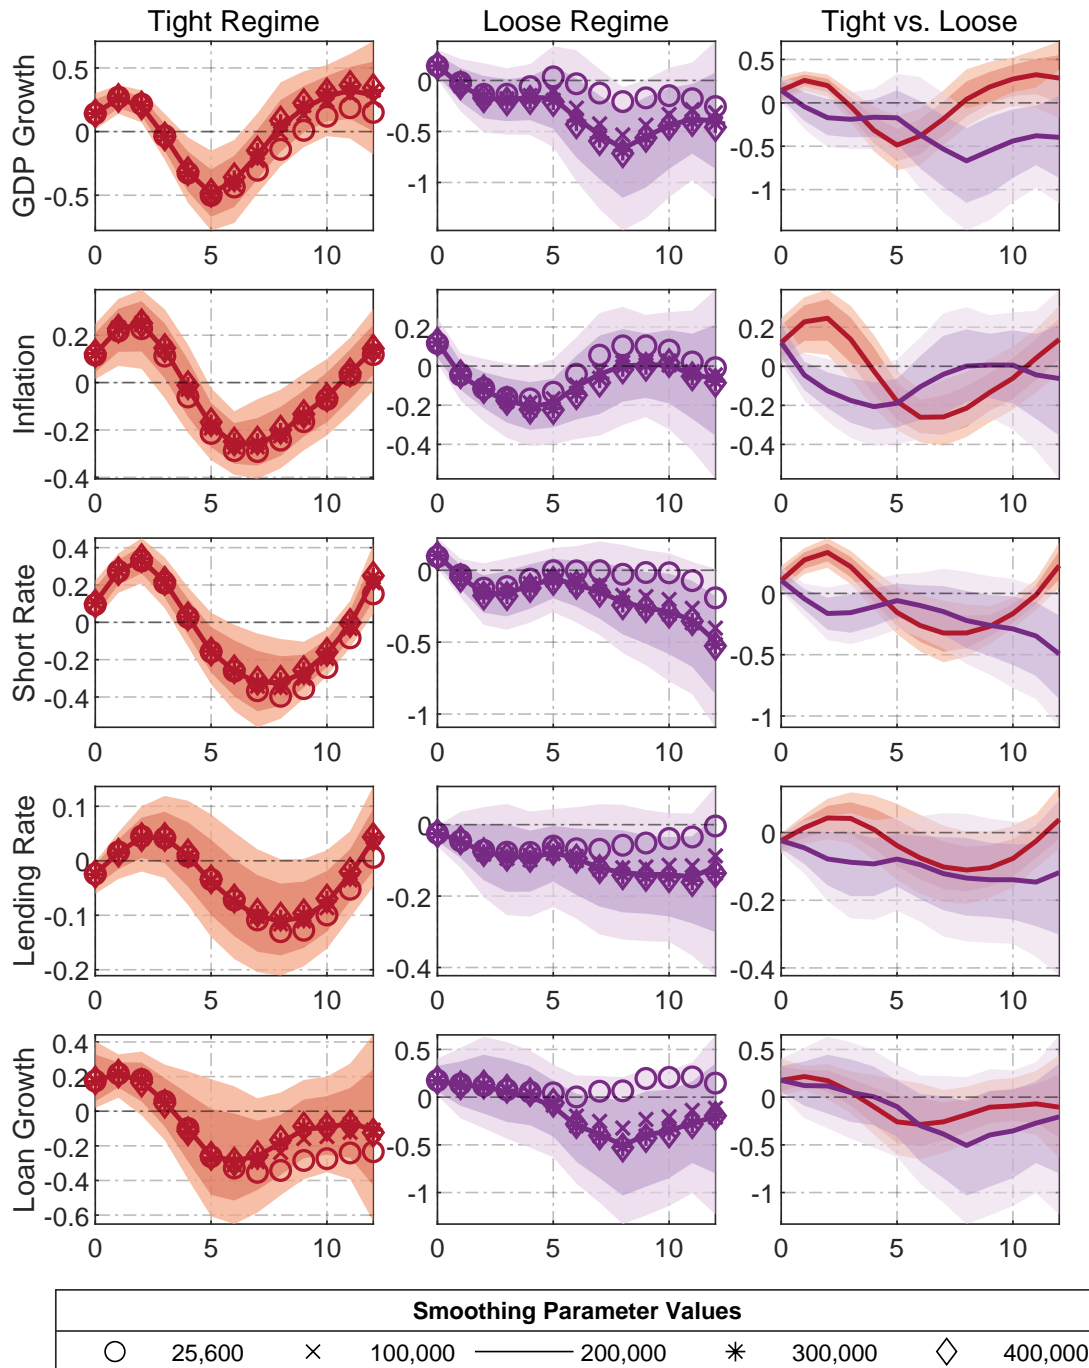 Tight Regime Loose Regime Tight vs. Loose
GDP Growth
0.5 0 -0.5
0 5 10
0 -0.5 -1
0 5 10
0.5 0 -0.5 -1
0 5 10
Inflation
0.2 0 -0.2 -0.4
0 5 10
0.2 0 -0.2 -0.4
0 5 10
0.2 0 -0.2 -0.4
0 5 10
Short Rate
0.4 0.2 0 -0.2 -0.4
0 5 10
0 -0.5 -1
0 5 10
0 -0.5 -1
0 5 10
Lending Rate
0.1 0 -0.1 -0.2
0 5 10
0 -0.2 -0.4
0 5 10
0 -0.2 -0.4
0 5 10
Loan Growth
0.4 0.2 0 -0.2 -0.4 -0.6
0 5 10
0.5 0 -0.5 -1
0 5 10
0.5 0 -0.5 -1
0 5 10
Smoothing Parameter Values
25,600 100,000 200,000 300,000 400,000